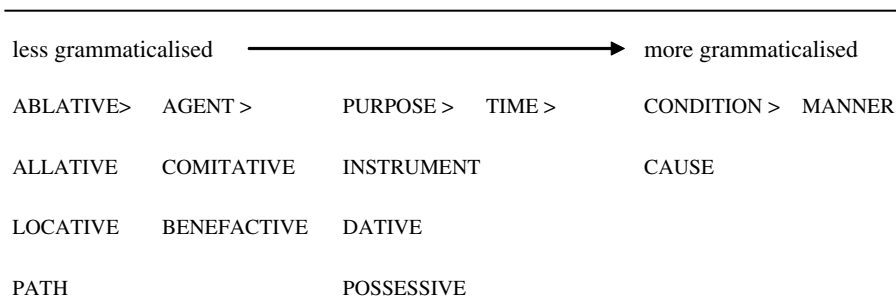 less grammaticalised more grammaticalised
ABLATIVE> AGENT > PURPOSE > TIME > CONDITION > MANNER
ALLATIVE COMITATIVE INSTRUMENT CAUSE
LOCATIVE BENEFACTIVE DATIVE
PATH POSSESSIVE